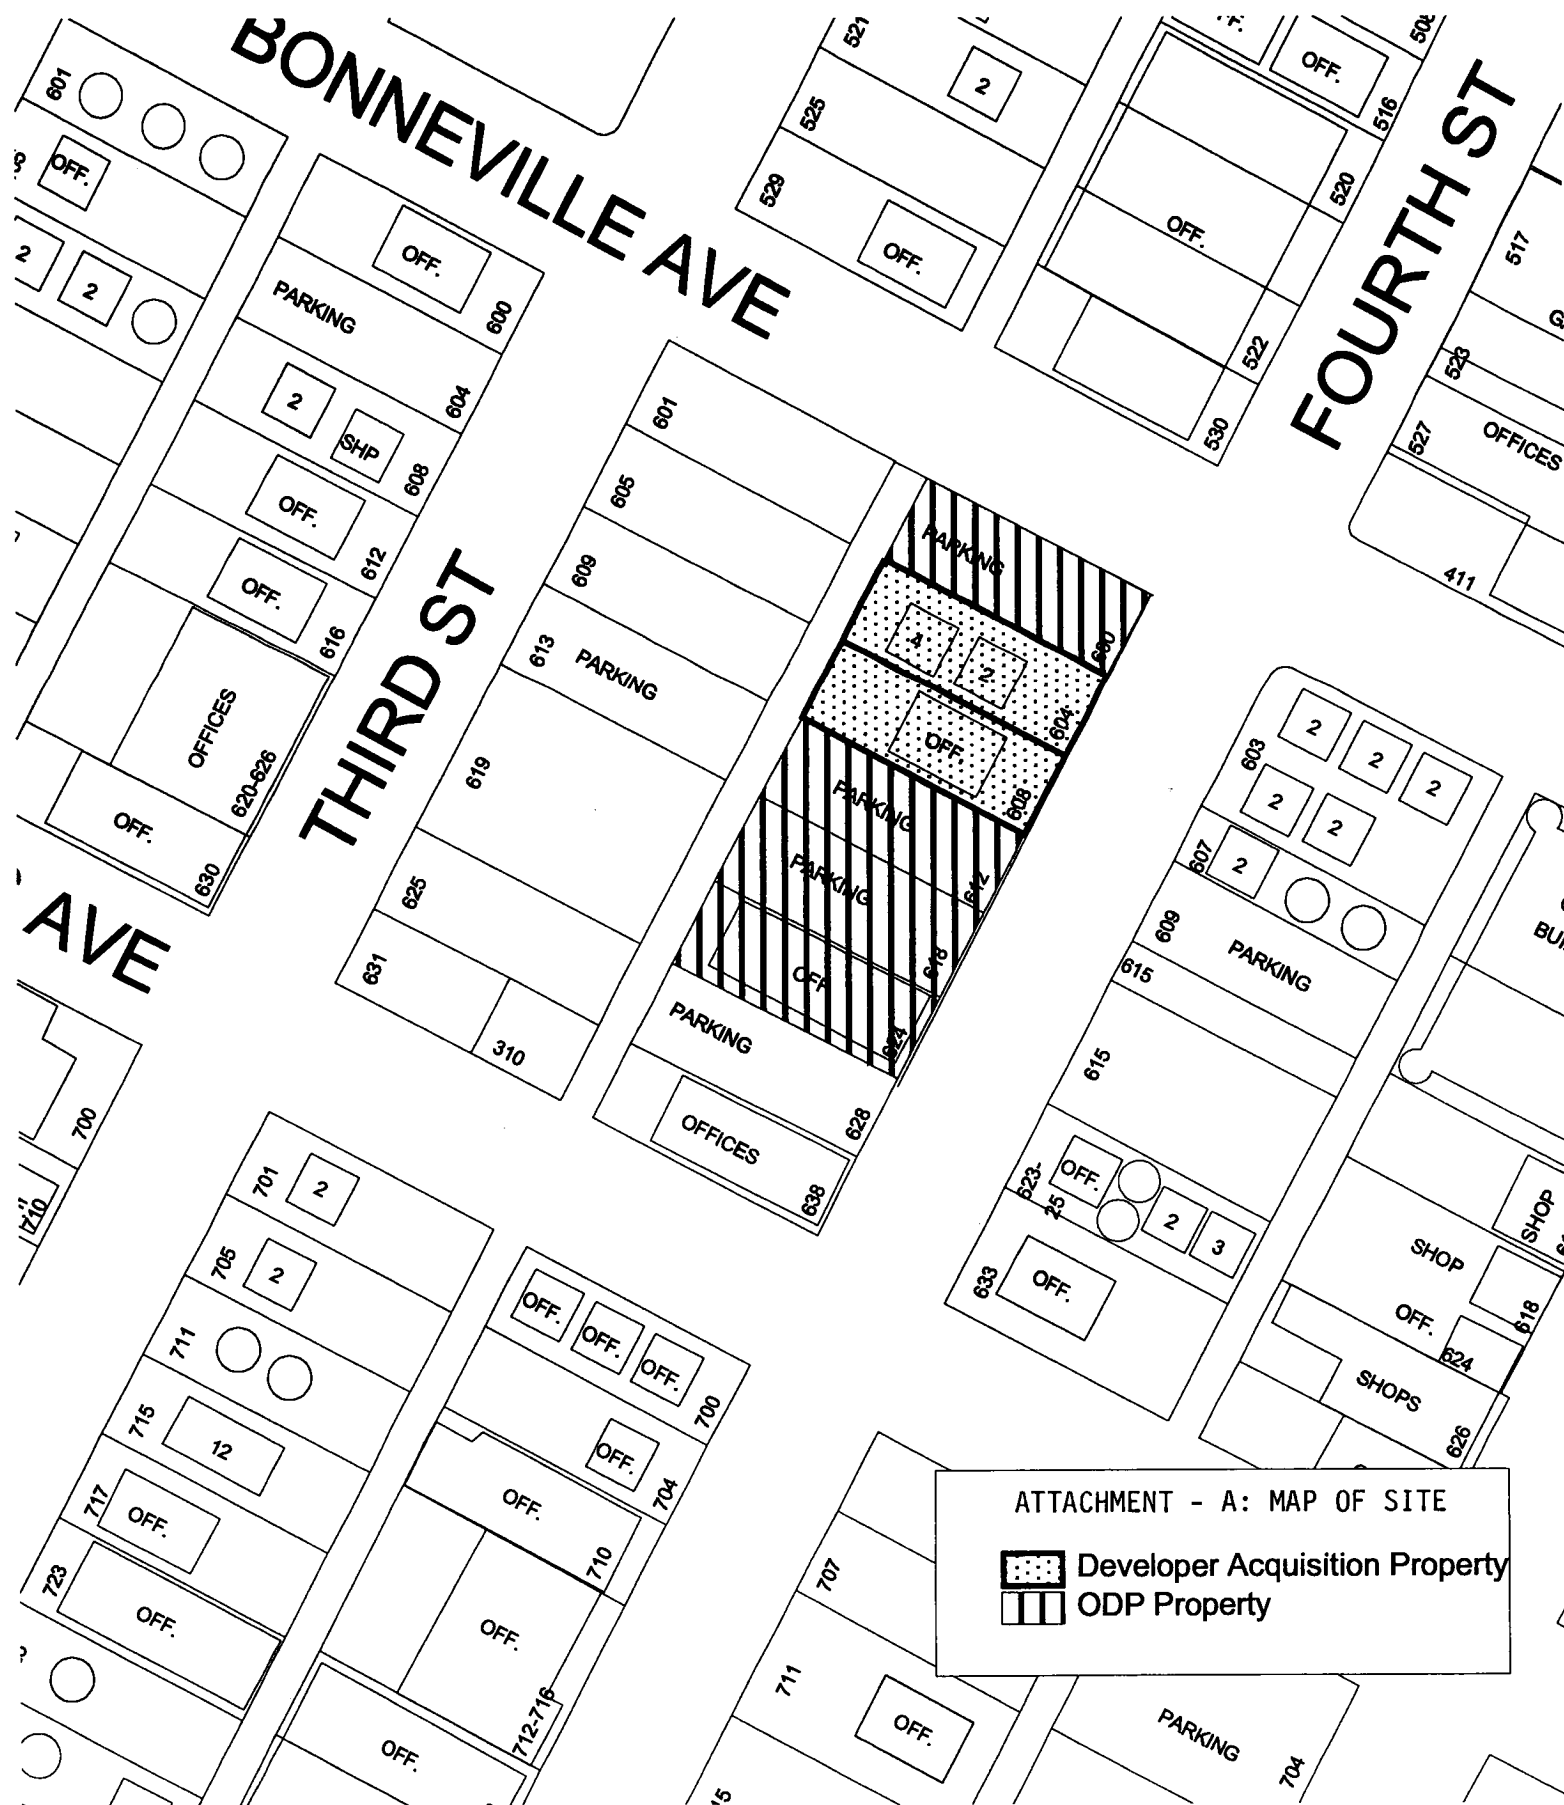 BONNEVILLE AVE
FOURTH ST
THIRD ST
AVE
601
OFF.
2
2
OFF.
600
PARKING
604
2
SHP
608
OFF.
612
OFF.
616
OFFICES
620-626
OFF.
630
521
2
525
529
OFF.
OFF.
516
520
OFF.
522
530
517
523
527
OFFICES
411
601
605
609
613
PARKING
619
625
631
310
PARKING
600
4
2
604
OFF.
608
PARKING
612
PARKING
618
OFF
624
PARKING
628
OFFICES
638
603
2
2
2
2
2
607
2
609
PARKING
615
615
623-
25
OFF.
2
3
633
OFF.
SHOP
SHOP
OFF.
618
624
SHOPS
626
700
710
701
2
705
2
711
715
12
717
OFF.
723
OFF.
OFF.
OFF.
OFF.
700
OFF.
704
OFF.
710
OFF.
712-716
OFF.
707
711
OFF.
PARKING
704
ATTACHMENT - A: MAP OF SITE
Developer Acquisition Property
ODP Property